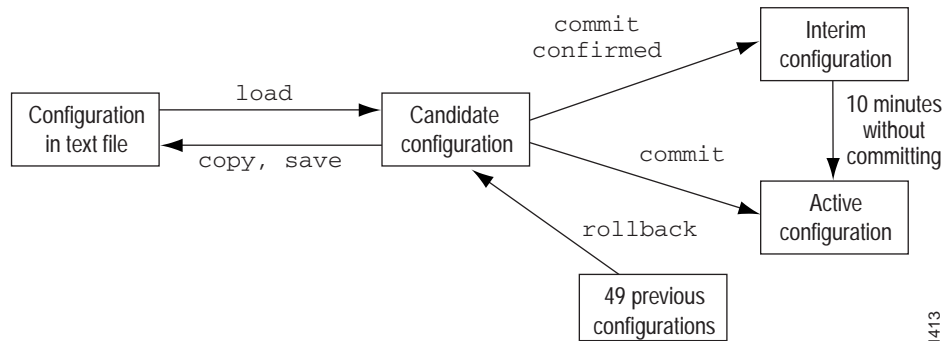 commit
confirmed
Interim
configuration
load
Configuration
in text file
Candidate
configuration
10 minutes
without
committing
copy, save
commit
Active
configuration
rollback
49 previous
configurations
1413